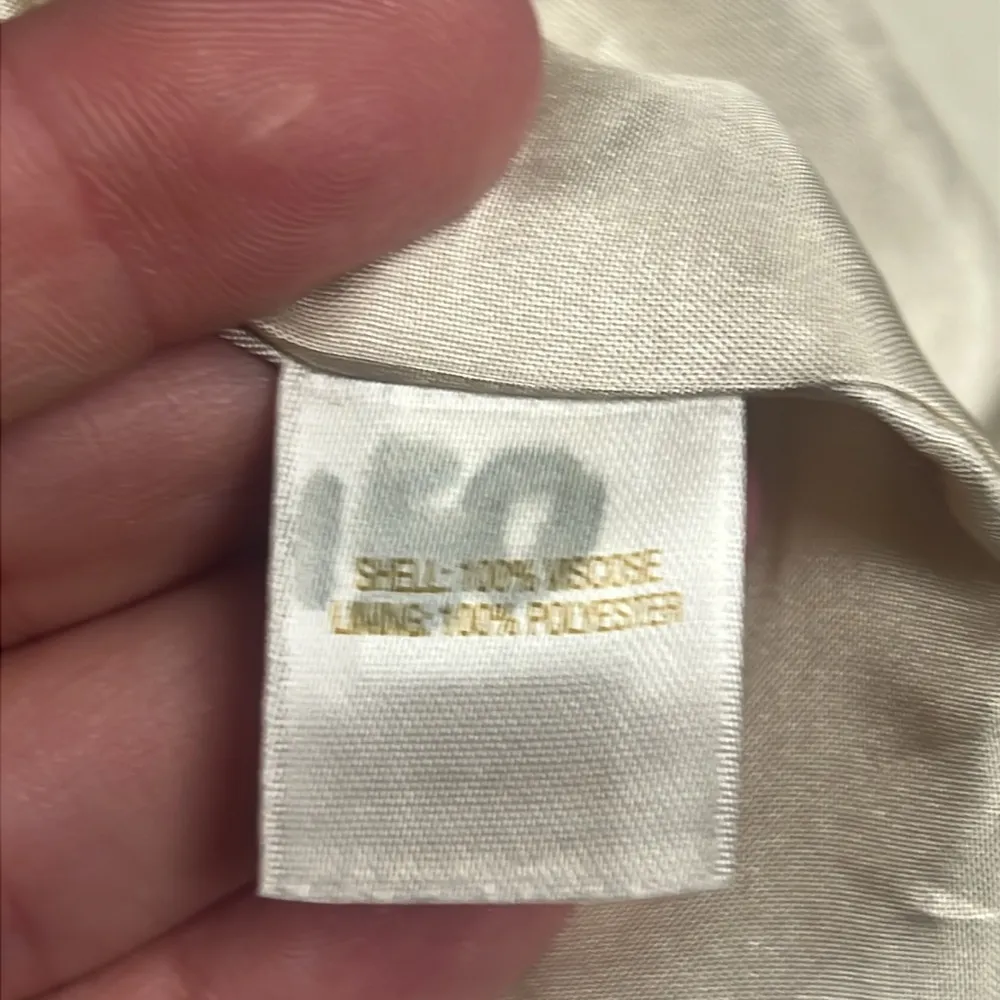 SHELL: 100% VISCOSE
LINING: 100% POLYESTER